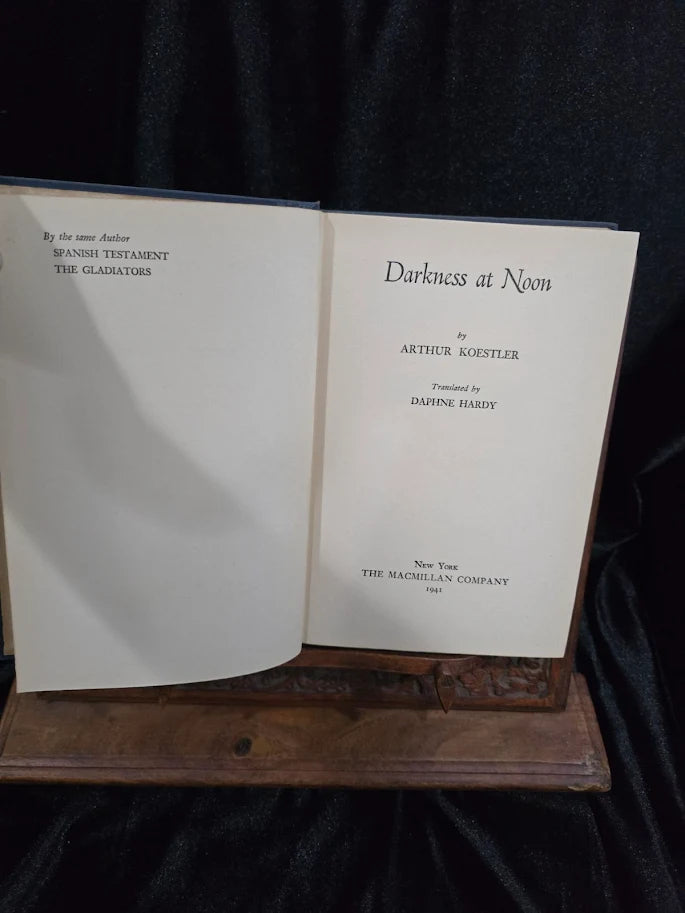 By the same Author
SPANISH TESTAMENT
THE GLADIATORS
Darkness at Noon
by
ARTHUR KOESTLER
Translated by
DAPHNE HARDY
New York
THE MACMILLAN COMPANY
1941